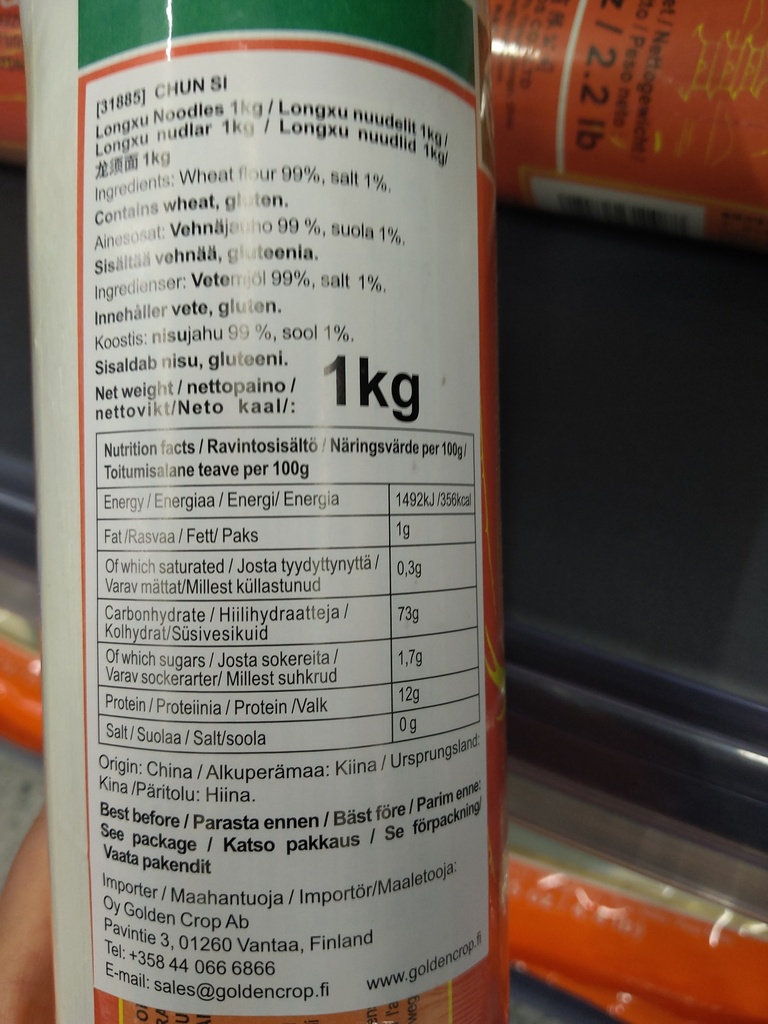 [31885] CHUN SI
Longxu Noodles 1kg / Longxu nuudelit 1kg/
Longxu nudlar 1kg / Longxu nuudlid 1kg/
龙须面 1kg
Ingredients: Wheat flour 99%, salt 1%.
Contains wheat, gluten.
Ainesosat: Vehnäjauho 99 %, suola 1%.
Sisältää vehnää, gluteenia.
Ingredienser: Vetemjöl 99%, salt 1%.
Innehåller vete, gluten.
Koostis: nisujahu 99 %, sool 1%.
Sisaldab nisu, gluteeni.
Net weight / nettopaino /
nettovikt/Neto kaal/:
1kg
Nutrition facts / Ravintosisältö / Näringsvärde per 100g/
Toitumisalane teave per 100g
Energy / Energiaa / Energi/ Energia 1492kJ /356kcal
Fat /Rasvaa / Fett/ Paks 1g
Of which saturated / Josta tyydyttynyttä /
Varav mättat/Millest küllastunud 0,3g
Carbonhydrate / Hiilihydraatteja /
Kolhydrat/Süsivesikuid 73g
Of which sugars / Josta sokereita /
Varav sockerarter/ Millest suhkrud 1,7g
Protein / Proteiinia / Protein /Valk 12g
Salt / Suolaa / Salt/soola 0 g
Origin: China / Alkuperämaa: Kiina / Ursprungsland:
Kina /Päritolu: Hiina.
Best before / Parasta ennen / Bäst före / Parim enne:
See package / Katso pakkaus / Se förpackning/
Vaata pakendit
Importer / Maahantuoja / Importör/Maaletooja:
Oy Golden Crop Ab
Pavintie 3, 01260 Vantaa, Finland
Tel: +358 44 066 6866
E-mail: sales@goldencrop.fi
www.goldencrop.fi
/ Nettogewicht /
/ Peso neto
/ 2.2 lb